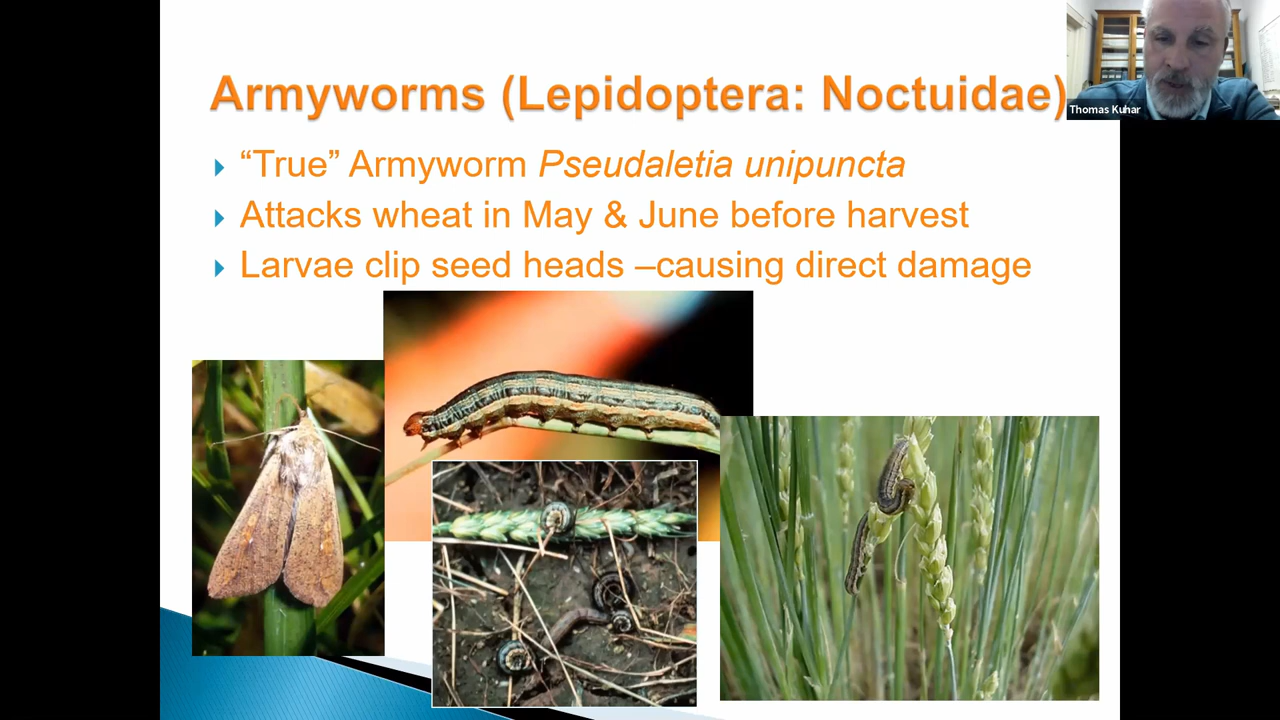 Armyworms (Lepidoptera: Noctuidae)
Thomas Kuhar
“True” Armyworm Pseudaletia unipuncta
Attacks wheat in May & June before harvest
Larvae clip seed heads –causing direct damage